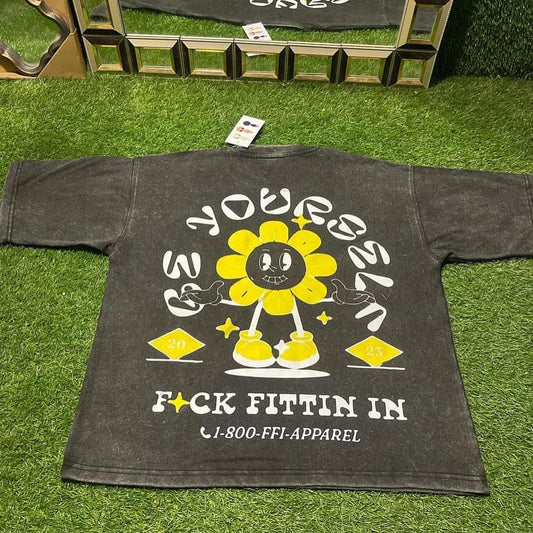 BE YOURSELF
20 23
F✦CK FITTIN IN
1-800-FFI-APPAREL